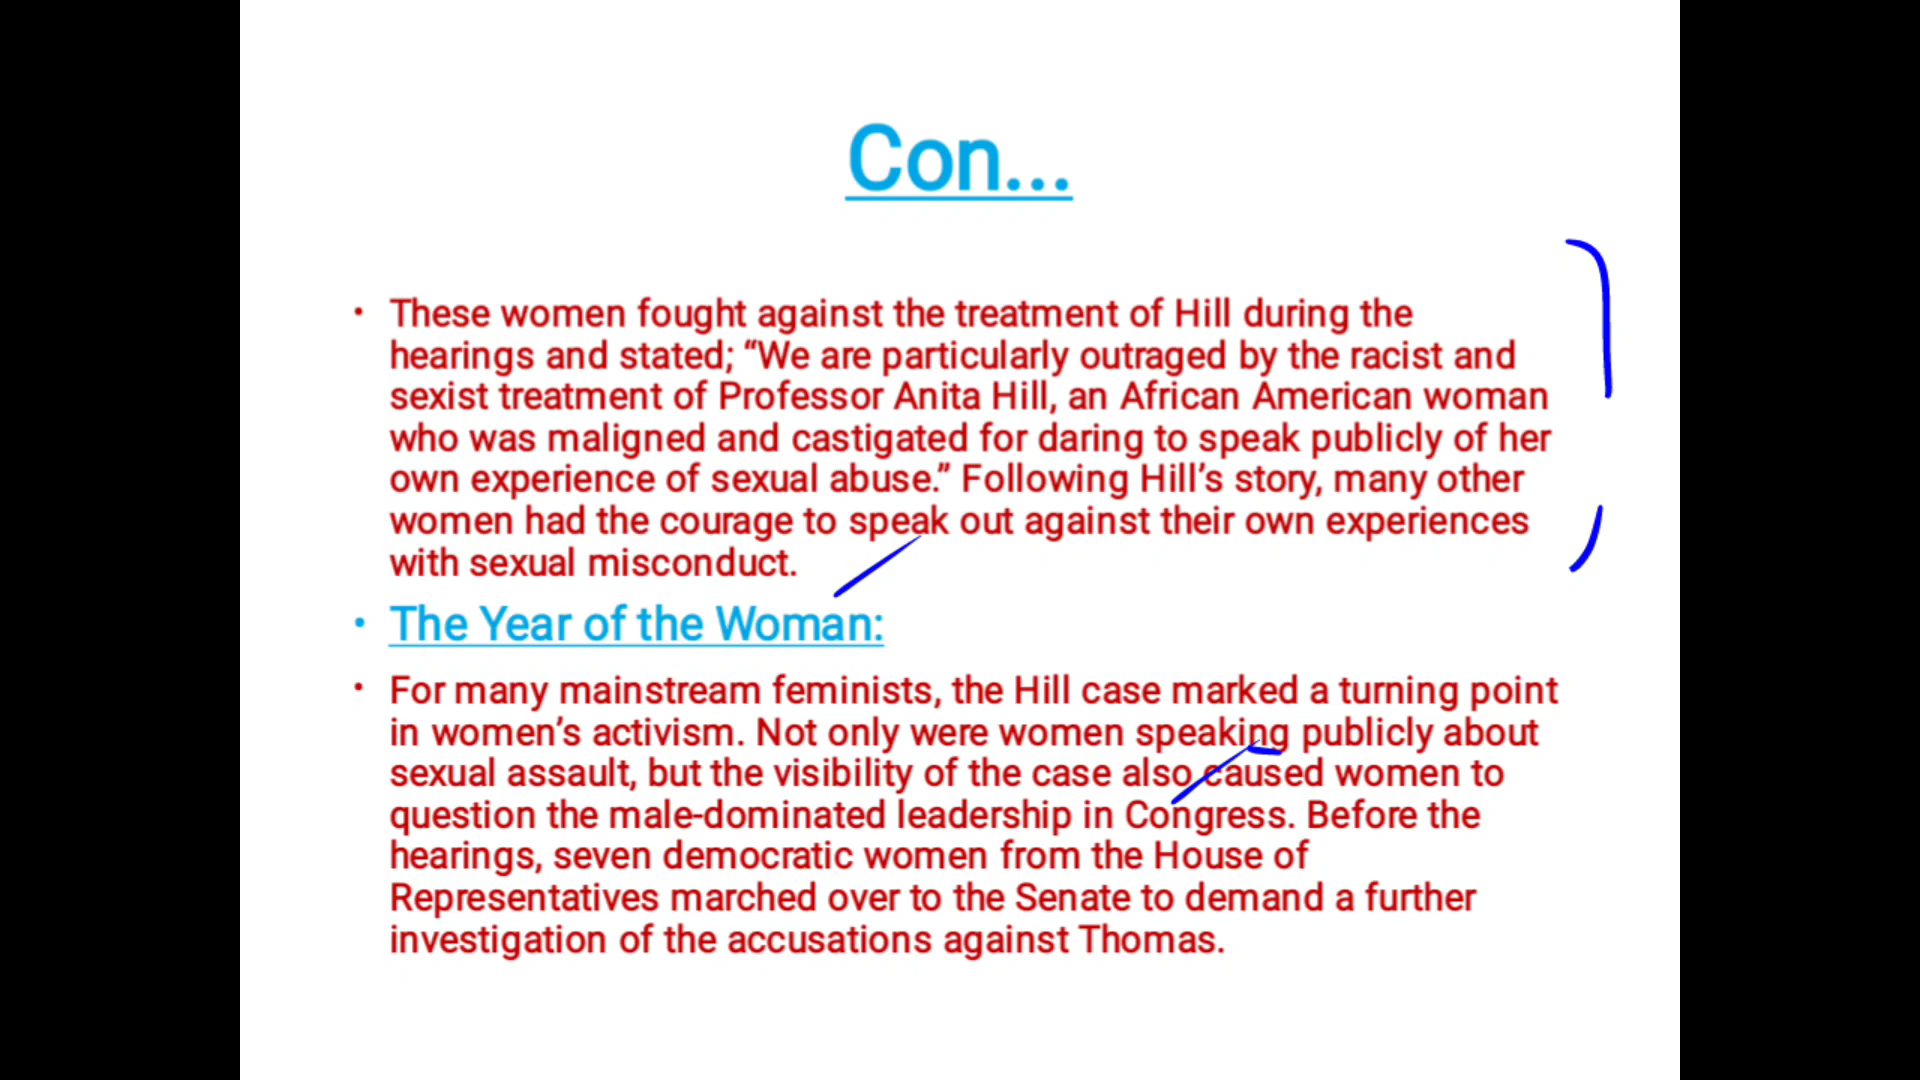 Con...
• These women fought against the treatment of Hill during the
hearings and stated; “We are particularly outraged by the racist and
sexist treatment of Professor Anita Hill, an African American woman
who was maligned and castigated for daring to speak publicly of her
own experience of sexual abuse.” Following Hill’s story, many other
women had the courage to speak out against their own experiences
with sexual misconduct.
• The Year of the Woman:
• For many mainstream feminists, the Hill case marked a turning point
in women’s activism. Not only were women speaking publicly about
sexual assault, but the visibility of the case also caused women to
question the male-dominated leadership in Congress. Before the
hearings, seven democratic women from the House of
Representatives marched over to the Senate to demand a further
investigation of the accusations against Thomas.